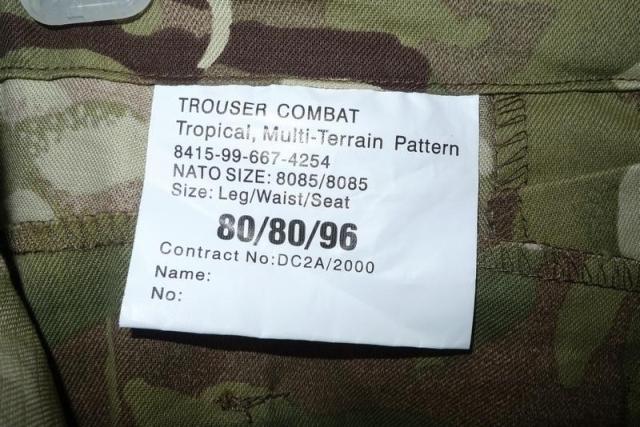 TROUSER COMBAT
Tropical, Multi-Terrain Pattern
8415-99-667-4254
NATO SIZE: 8085/8085
Size: Leg/Waist/Seat
80/80/96
Contract No:DC2A/2000
Name:
No: